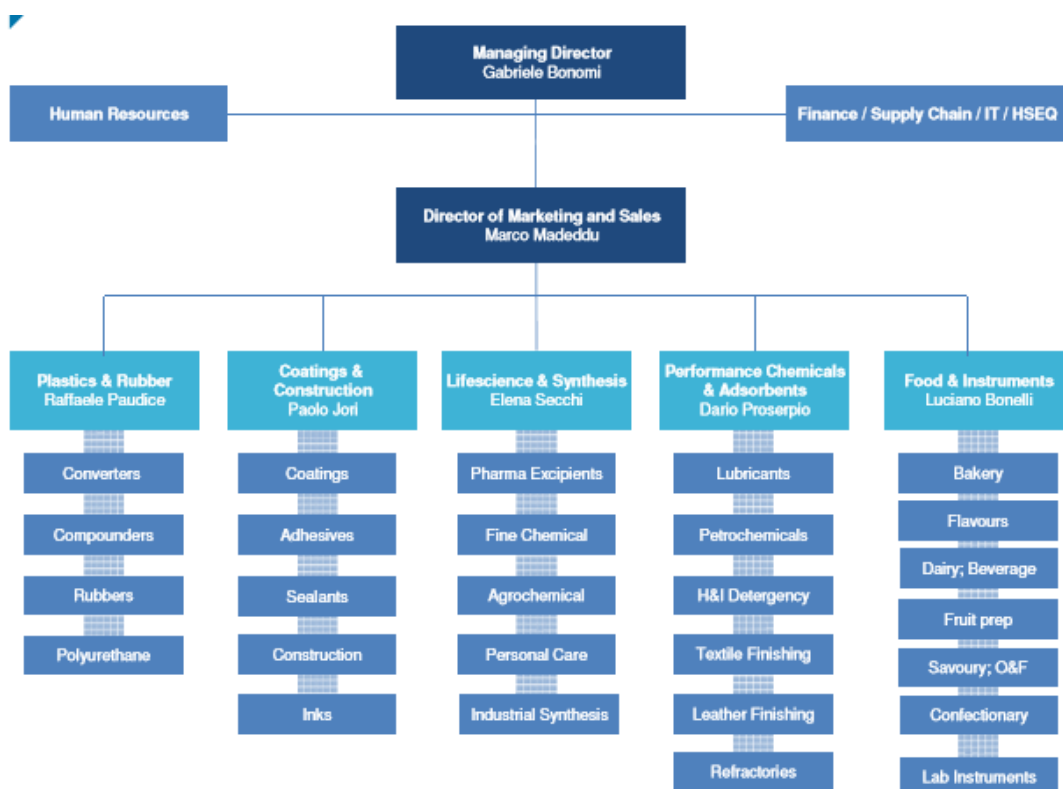 Managing Director
Gabriele Bonomi
Human Resources
Finance / Supply Chain / IT / HSEQ
Director of Marketing and Sales
Marco Madeddu
Plastics & Rubber
Raffaele Paudice
Converters
Compounders
Rubbers
Polyurethane
Coatings &
Construction
Paolo Jori
Coatings
Adhesives
Sealants
Construction
Inks
Lifescience & Synthesis
Elena Secchi
Pharma Excipients
Fine Chemical
Agrochemical
Personal Care
Industrial Synthesis
Performance Chemicals
& Adsorbents
Dario Proserpio
Lubricants
Petrochemicals
H&I Detergency
Textile Finishing
Leather Finishing
Refractories
Food & Instruments
Luciano Bonelli
Bakery
Flavours
Dairy; Beverage
Fruit prep
Savoury; O&F
Confectionary
Lab Instruments